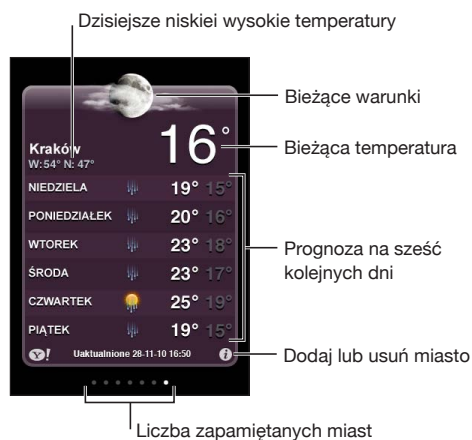 Dzisiejsze niskiei wysokie temperatury
Bieżące warunki
16°
Bieżąca temperatura
Kraków
W:54° N: 47°
NIEDZIELA 19° 15°
PONIEDZIAŁEK 20° 16°
WTOREK 23° 18°
ŚRODA 23° 17°
CZWARTEK 25° 19°
PIĄTEK 19° 15°
Prognoza na sześć
kolejnych dni
Y! Uaktualnione 28-11-10 16:50 i
Dodaj lub usuń miasto
Liczba zapamiętanych miast